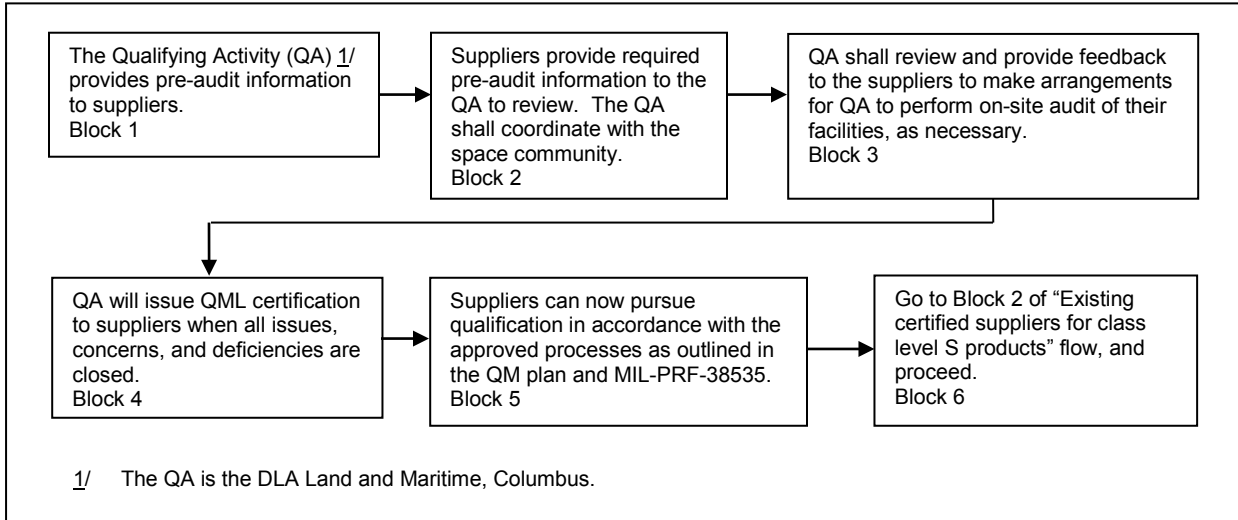 The Qualifying Activity (QA) 1/
provides pre-audit information
to suppliers.
Block 1
Suppliers provide required
pre-audit information to the
QA to review.  The QA
shall coordinate with the
space community.
Block 2
QA shall review and provide feedback
to the suppliers to make arrangements
for QA to perform on-site audit of their
facilities, as necessary.
Block 3
QA will issue QML certification
to suppliers when all issues,
concerns, and deficiencies are
closed.
Block 4
Suppliers can now pursue
qualification in accordance with the
approved processes as outlined in
the QM plan and MIL-PRF-38535.
Block 5
Go to Block 2 of “Existing
certified suppliers for class
level S products” flow, and
proceed.
Block 6
1/ The QA is the DLA Land and Maritime, Columbus.